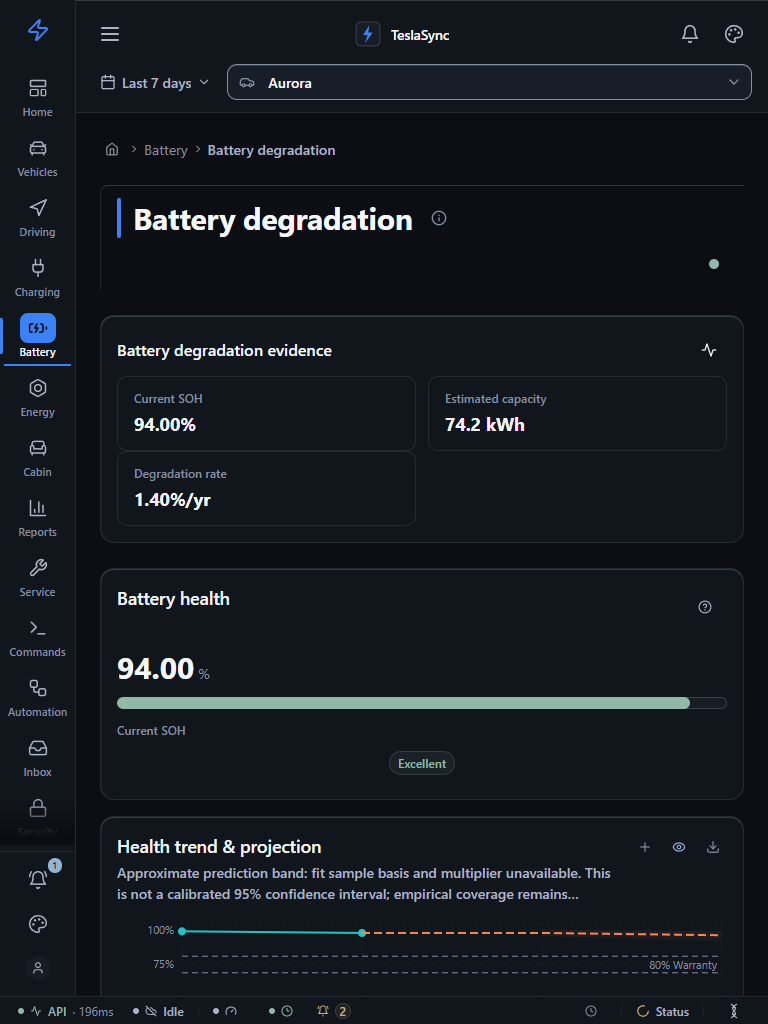 TeslaSync
Last 7 days
Aurora
Home
Vehicles
Driving
Charging
Battery
Energy
Cabin
Reports
Service
Commands
Automation
Inbox
Security
1
Battery
Battery degradation
Battery degradation
Battery degradation evidence
Current SOH
94.00%
Estimated capacity
74.2 kWh
Degradation rate
1.40%/yr
Battery health
94.00 %
Current SOH
Excellent
Health trend & projection
Approximate prediction band: fit sample basis and multiplier unavailable. This
is not a calibrated 95% confidence interval; empirical coverage remains...
100%
75%
80% Warranty
API · 196ms
Idle
2
Status